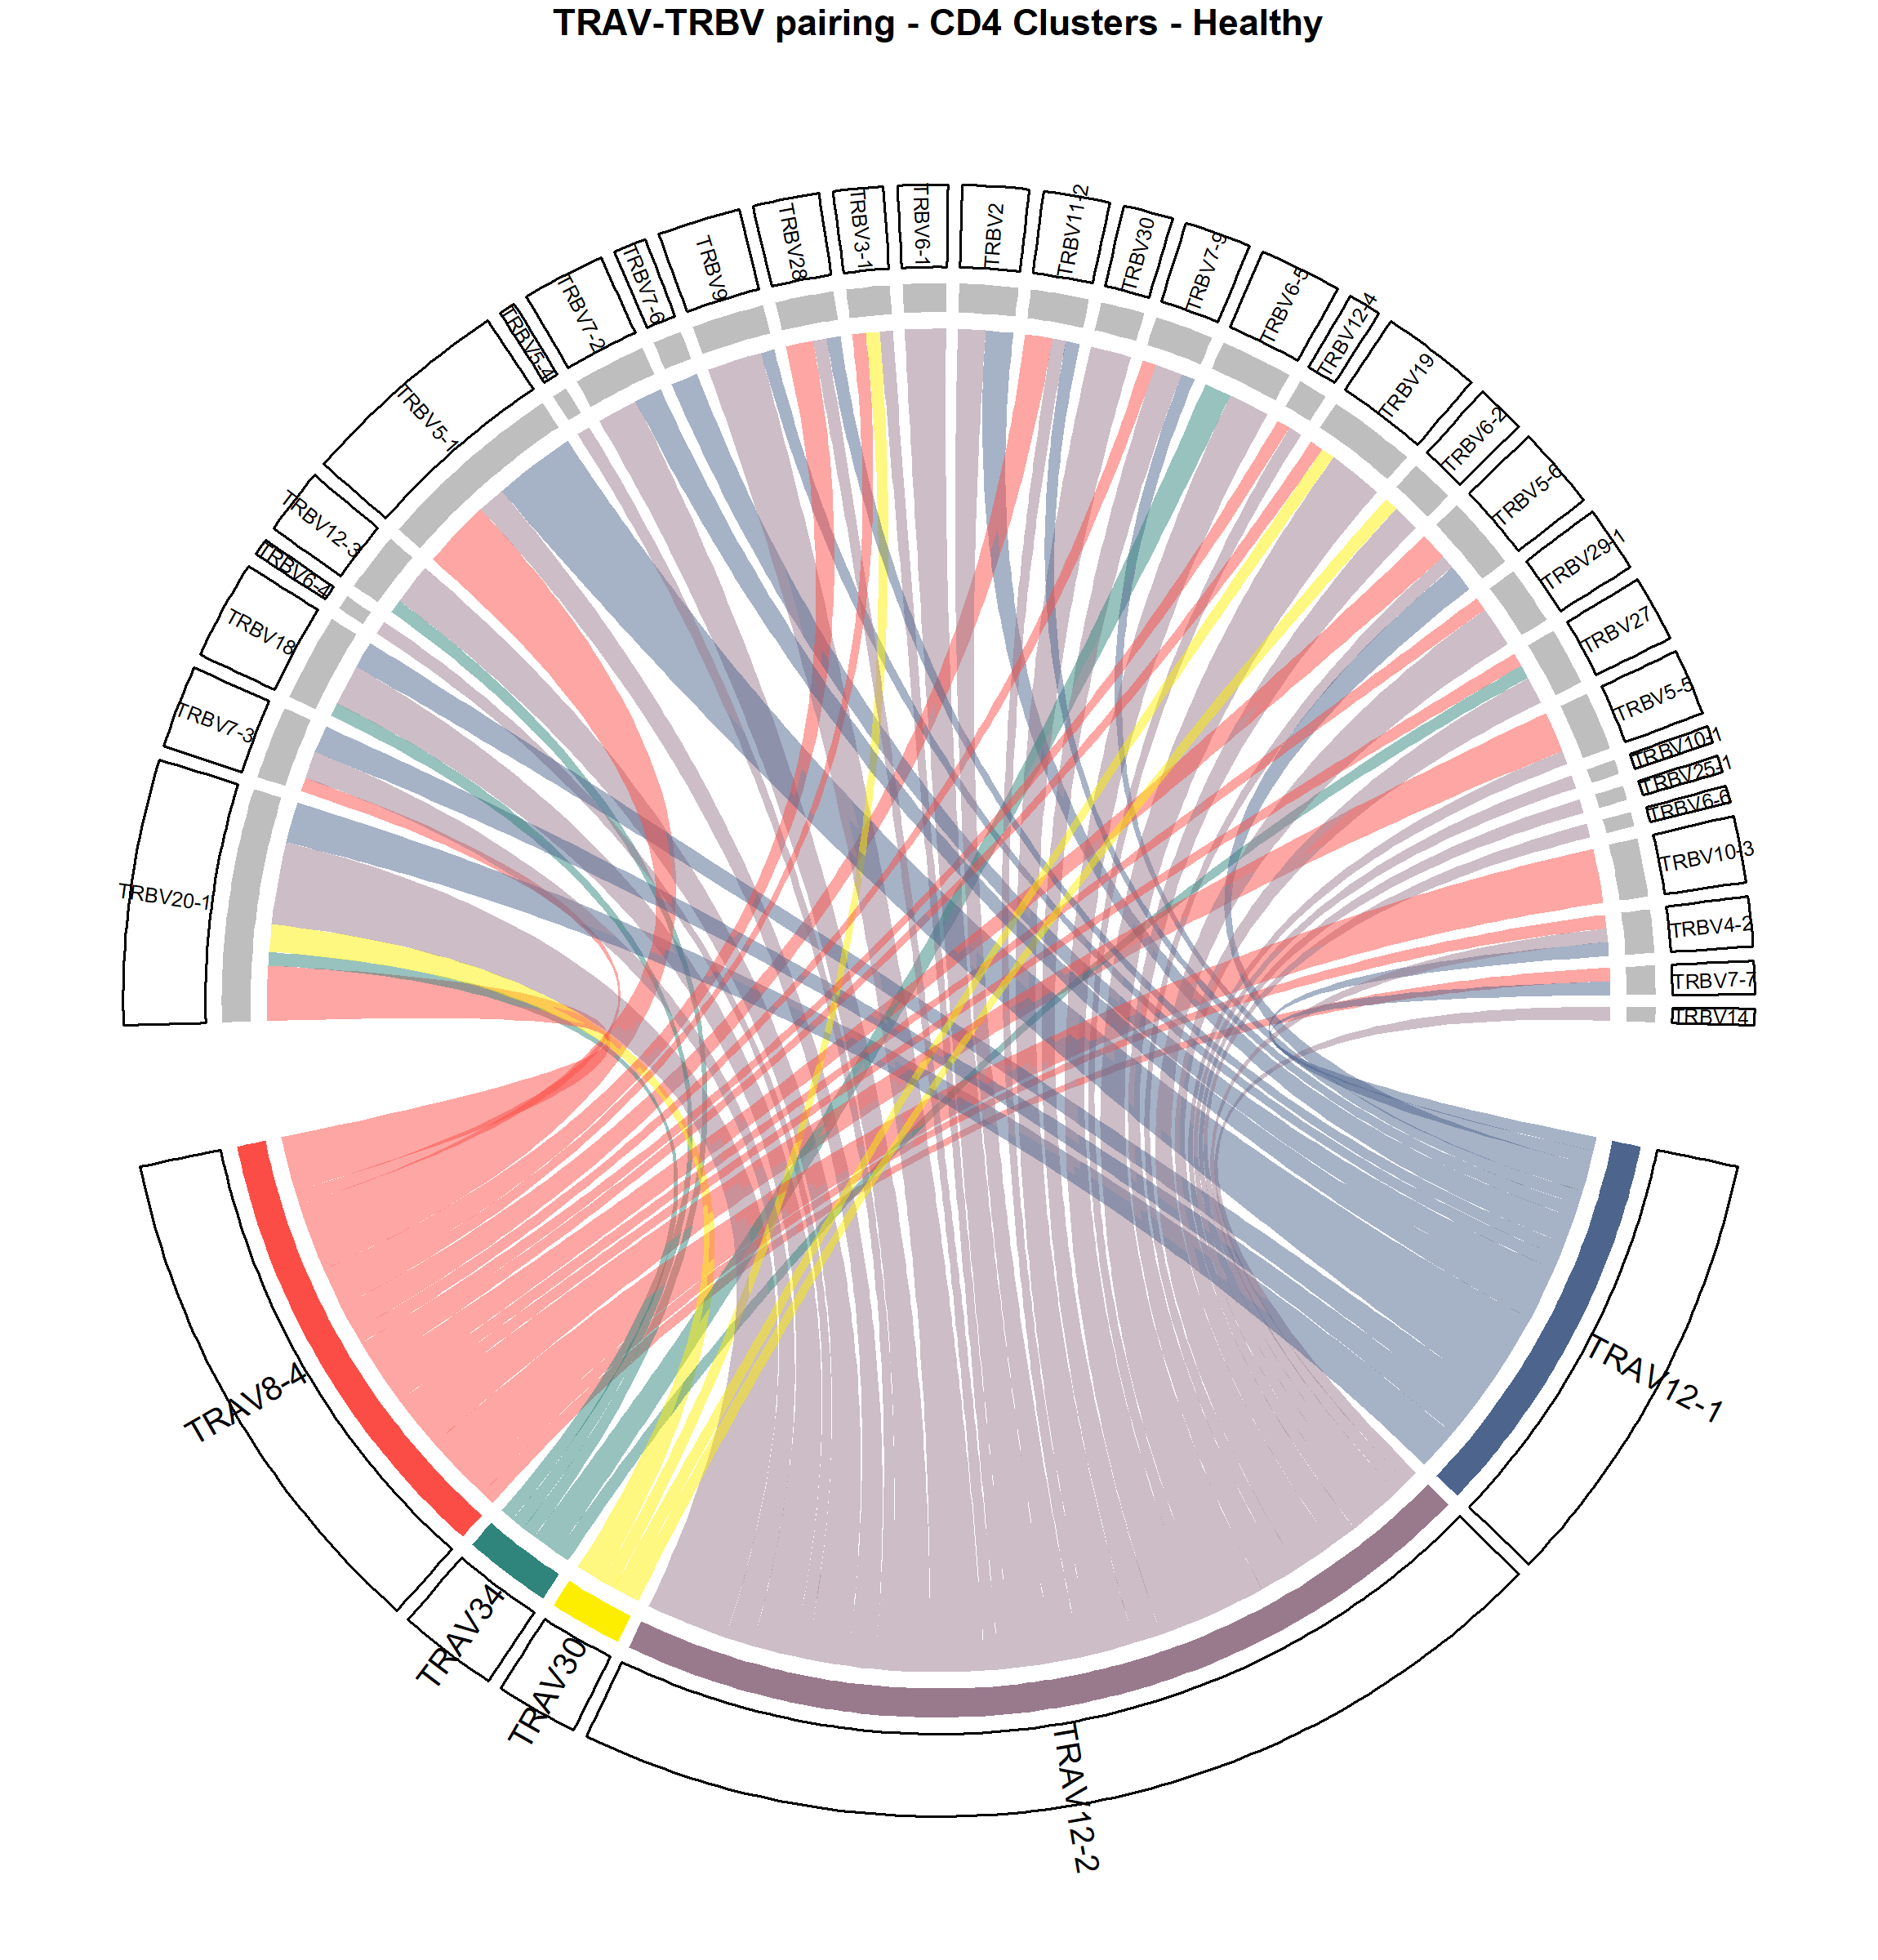 TRAV-TRBV pairing - CD4 Clusters - Healthy
TRBV20-1
TRBV7-3
TRBV18
TRBV6-4
TRBV12-3
TRBV5-1
TRBV5-4
TRBV7-2
TRBV7-6
TRBV9
TRBV28
TRBV3-1
TRBV6-1
TRBV2
TRBV11-2
TRBV30
TRBV7-9
TRBV6-5
TRBV12-4
TRBV19
TRBV6-2
TRBV5-6
TRBV29-1
TRBV27
TRBV5-5
TRBV10-1
TRBV25-1
TRBV6-6
TRBV10-3
TRBV4-2
TRBV7-7
TRBV14
TRAV12-1
TRAV12-2
TRAV30
TRAV34
TRAV8-4